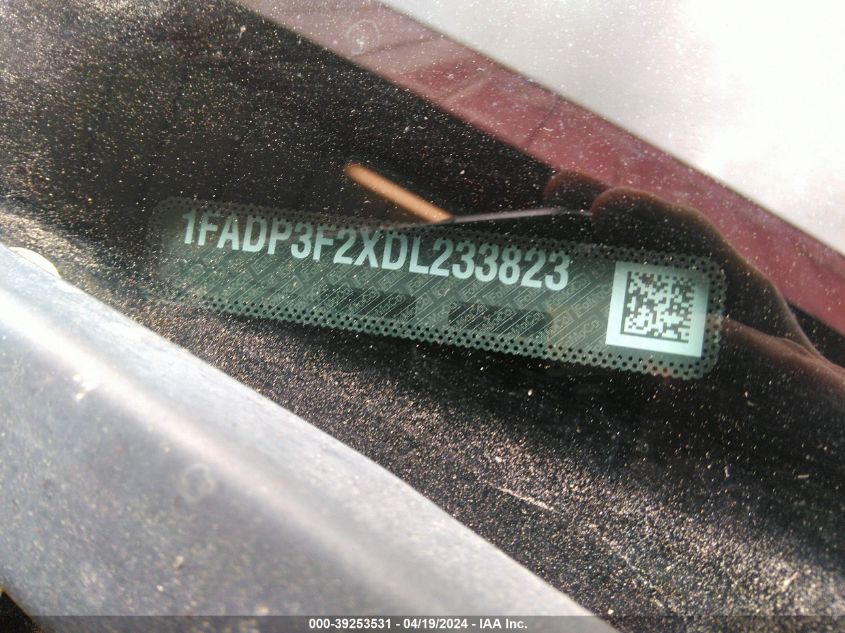 1FADP3F2XDL233823
000-39253531 - 04/19/2024 - IAA Inc.